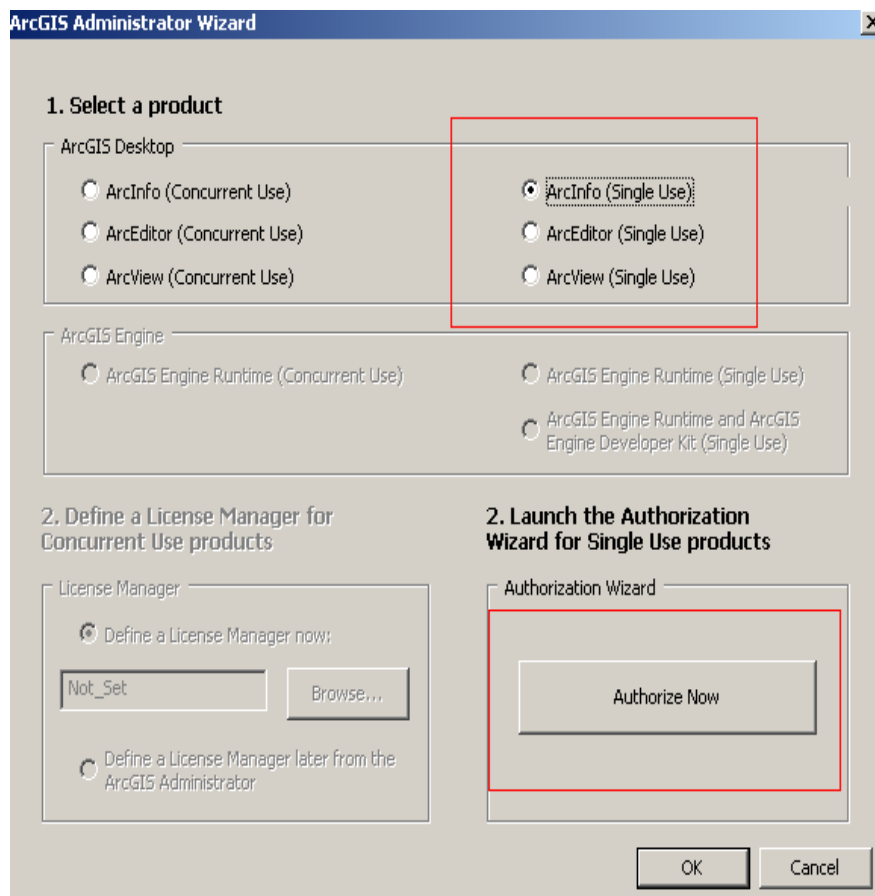 ArcGIS Administrator Wizard
1. Select a product
ArcGIS Desktop
ArcInfo (Concurrent Use)
ArcInfo (Single Use)
ArcEditor (Concurrent Use)
ArcEditor (Single Use)
ArcView (Concurrent Use)
ArcView (Single Use)
ArcGIS Engine
ArcGIS Engine Runtime (Concurrent Use)
ArcGIS Engine Runtime (Single Use)
ArcGIS Engine Runtime and ArcGIS
Engine Developer Kit (Single Use)
2. Define a License Manager for
Concurrent Use products
License Manager
Define a License Manager now:
Not_Set
Browse...
Define a License Manager later from the
ArcGIS Administrator
2. Launch the Authorization
Wizard for Single Use products
Authorization Wizard
Authorize Now
OK
Cancel